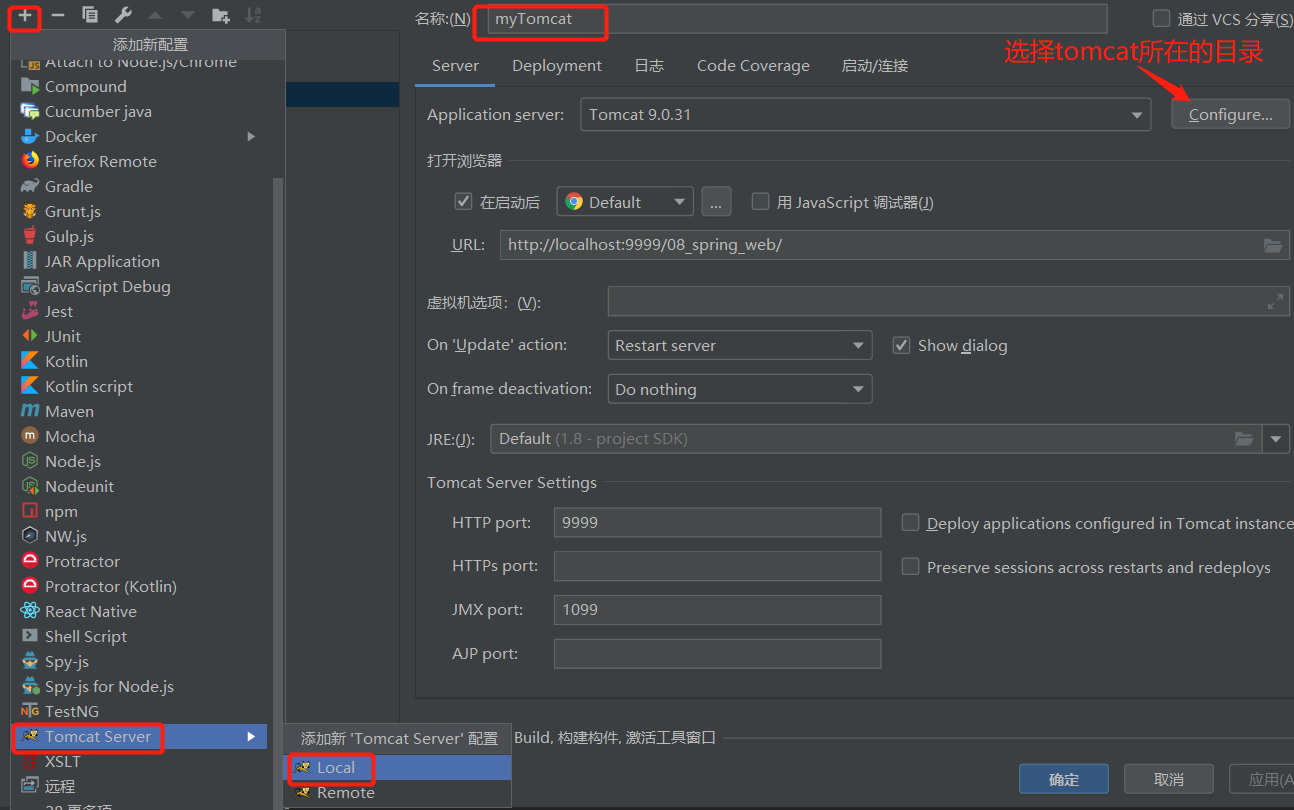 添加新配置
Attach to Node.js/Chrome
Compound
Cucumber java
Docker
Firefox Remote
Gradle
Grunt.js
Gulp.js
JAR Application
JavaScript Debug
Jest
JUnit
Kotlin
Kotlin script
Maven
Mocha
Node.js
Nodeunit
npm
NW.js
Protractor
Protractor (Kotlin)
React Native
Shell Script
Spy-js
Spy-js for Node.js
TestNG
Tomcat Server
XSLT
远程
添加新 'Tomcat Server' 配置
Local
Remote
名称:(N) myTomcat 通过 VCS 分享(S)
选择tomcat所在的目录
Server Deployment 日志 Code Coverage 启动/连接
Application server: Tomcat 9.0.31 Configure...
打开浏览器
在启动后 Default ... 用 JavaScript 调试器(J)
URL: http://localhost:9999/08_spring_web/
虚拟机选项: (V):
On 'Update' action: Restart server Show dialog
On frame deactivation: Do nothing
JRE:(J): Default (1.8 - project SDK)
Tomcat Server Settings
HTTP port: 9999 Deploy applications configured in Tomcat instance
HTTPs port: Preserve sessions across restarts and redeploys
JMX port: 1099
AJP port:
Build, 构建构件, 激活工具窗口
确定 取消 应用(A